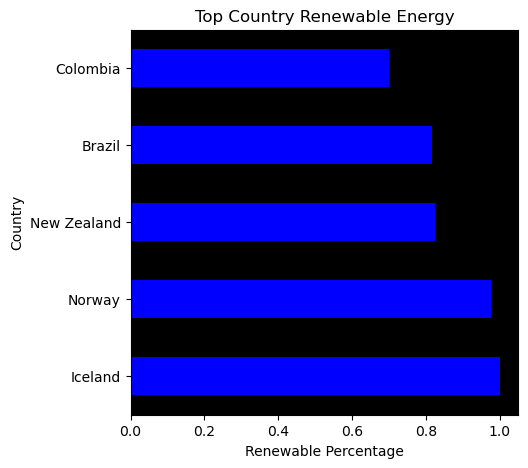 Top Country Renewable Energy
Country
Colombia
Brazil
New Zealand
Norway
Iceland
0.0 0.2 0.4 0.6 0.8 1.0
Renewable Percentage